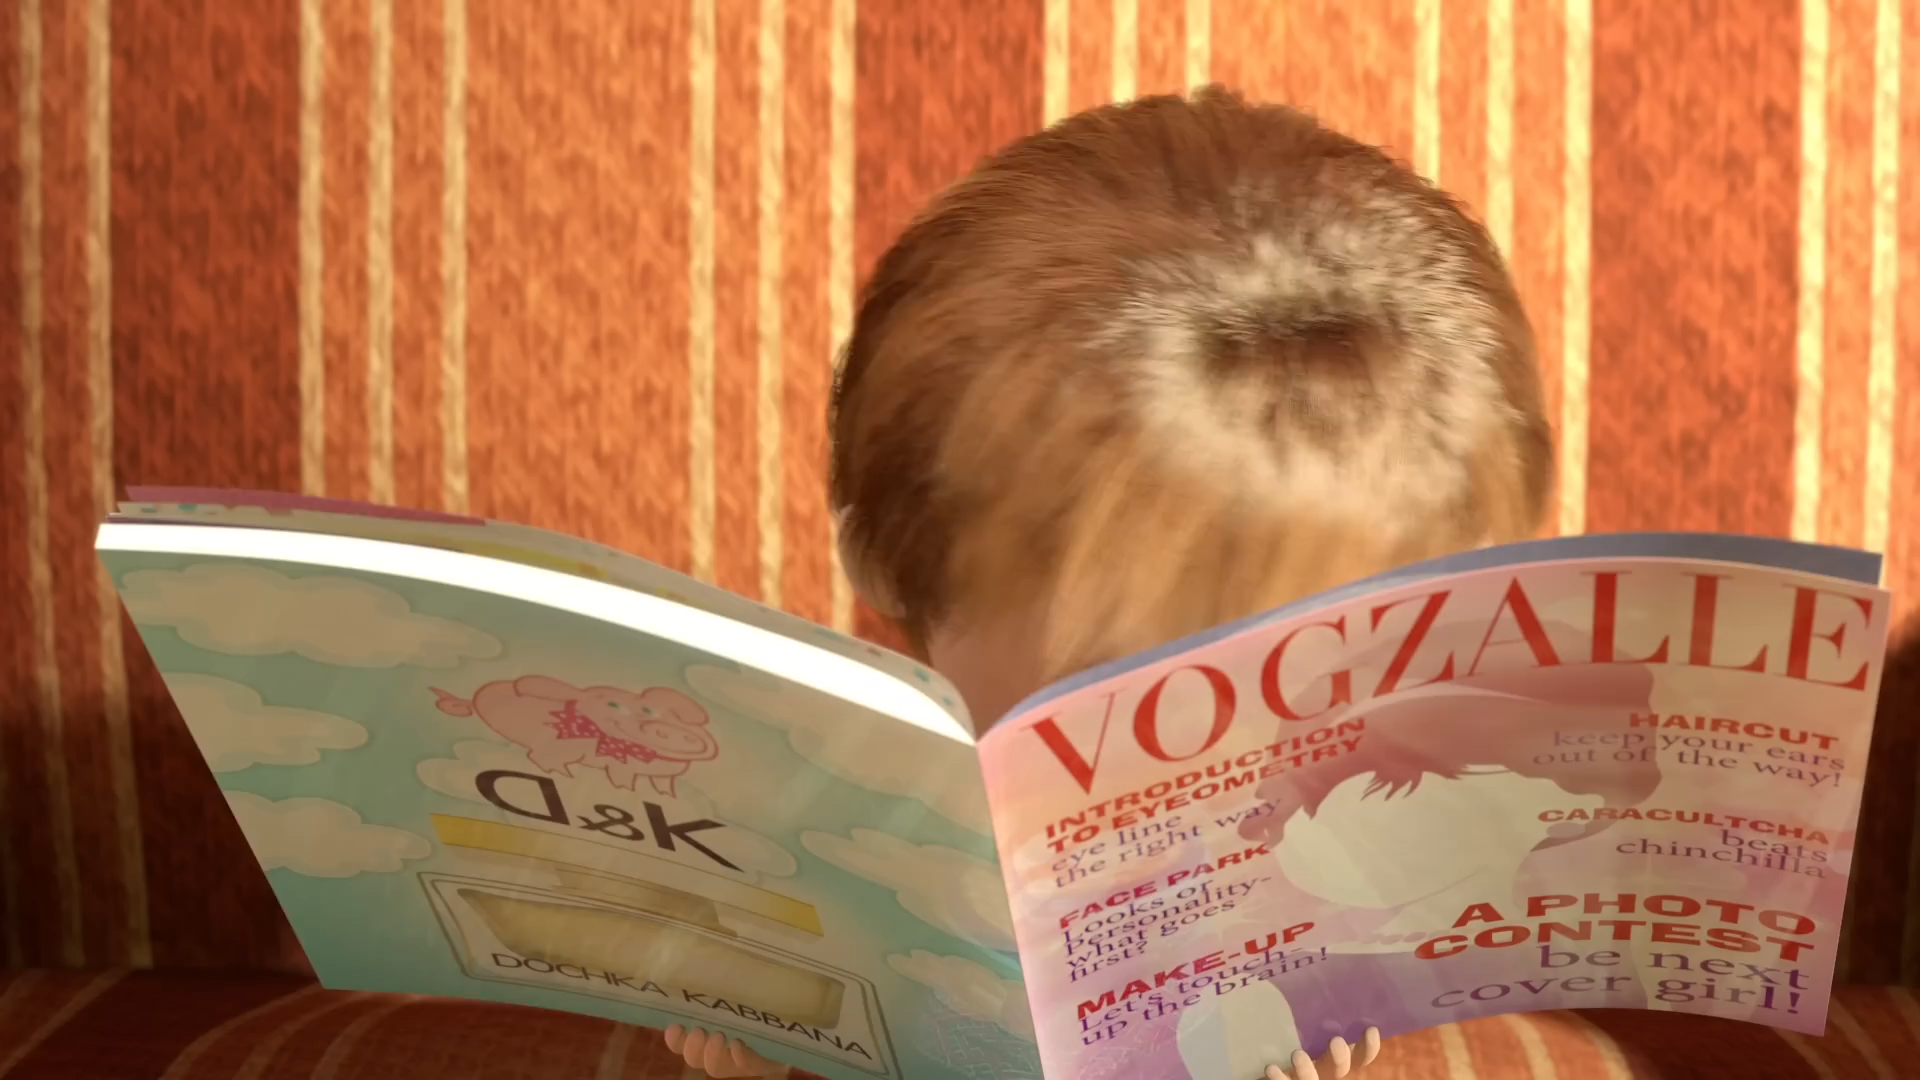 D&K
DOCHKA KABBANA
VOGZALLE
INTRODUCTION
TO EYEOMETRY
eye line
the right way
FACE PARK
Looks or
personality-
what goes
first?
MAKE-UP
Let's touch
up the brain!
HAIRCUT
keep your ears
out of the way!
CARACULTCHA
beats
chinchilla
A PHOTO
CONTEST
be next
cover girl!